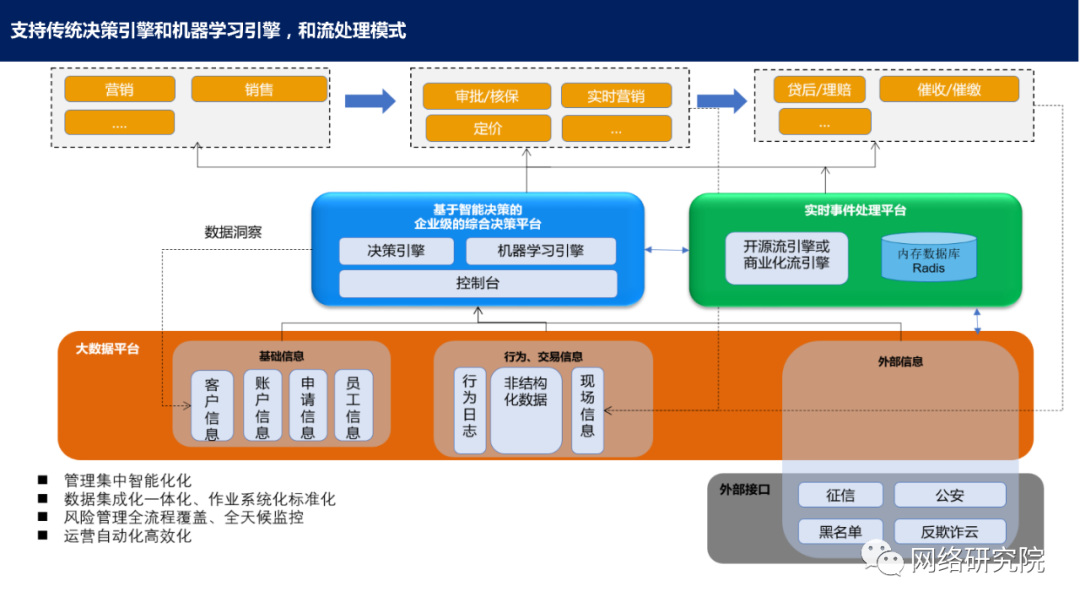 支持传统决策引擎和机器学习引擎，和流处理模式
营销
销售
....
审批/核保
实时营销
定价
...
贷后/理赔
催收/催缴
...
数据洞察
基于智能决策的
企业级的综合决策平台
决策引擎
机器学习引擎
控制台
实时事件处理平台
开源流引擎或
商业化流引擎
内存数据库
Radis
大数据平台
基础信息
客户信息
账户信息
申请信息
员工信息
行为、交易信息
行为日志
非结构
化数据
现场信息
外部信息
管理集中智能化化
数据集成化一体化、作业系统化标准化
风险管理全流程覆盖、全天候监控
运营自动化高效化
外部接口
征信
公安
黑名单
反欺诈云
网络研究院